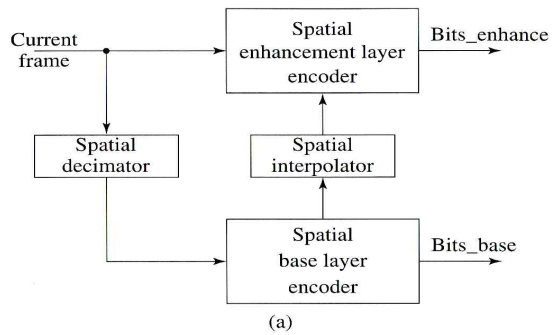 Current
frame
Spatial
enhancement layer
encoder
Bits_enhance
Spatial
decimator
Spatial
interpolator
Spatial
base layer
encoder
Bits_base
(a)